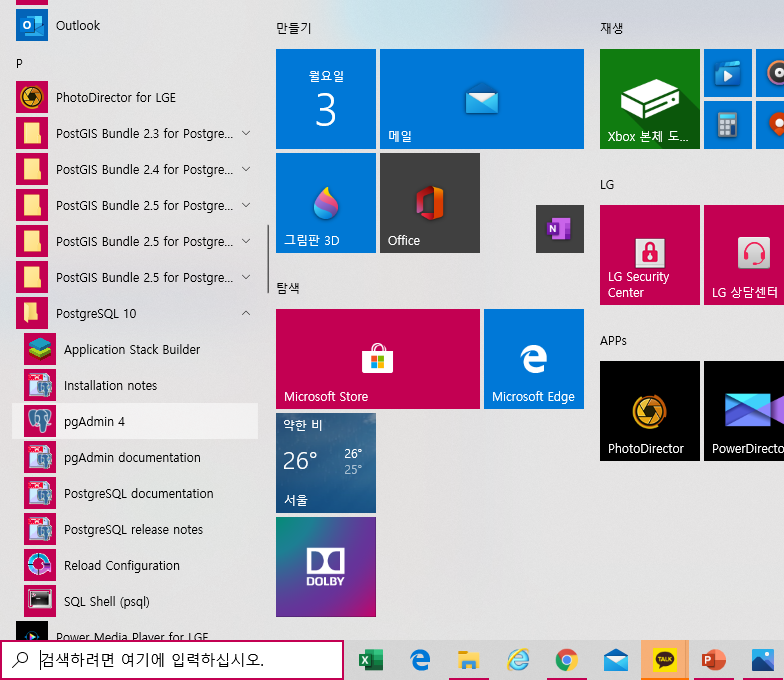 Outlook
P
PhotoDirector for LGE
PostGIS Bundle 2.3 for Postgre...
PostGIS Bundle 2.4 for Postgre...
PostGIS Bundle 2.5 for Postgre...
PostGIS Bundle 2.5 for Postgre...
PostGIS Bundle 2.5 for Postgre...
PostgreSQL 10
Application Stack Builder
Installation notes
pgAdmin 4
pgAdmin documentation
PostgreSQL documentation
PostgreSQL release notes
Reload Configuration
SQL Shell (psql)
Power Media Player for LGE
만들기
월요일
3
메일
그림판 3D
Office
N
탐색
Microsoft Store
Microsoft Edge
약한 비
26° 26°
25°
서울
DOLBY
재생
Xbox 본체 도...
LG
LG Security
Center
LG 상담센터
APPs
PhotoDirector
PowerDirecto
검색하려면 여기에 입력하십시오.
TALK